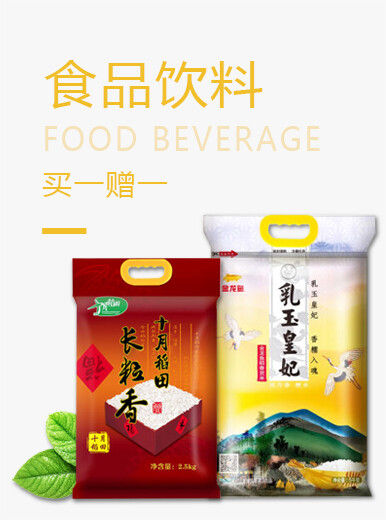 食品饮料
FOOD BEVERAGE
买一赠一
十月稻田
长粒香
十月
稻田
净含量：2.5kg
金龙鱼
乳玉皇妃
乳玉皇妃 香糯入魂